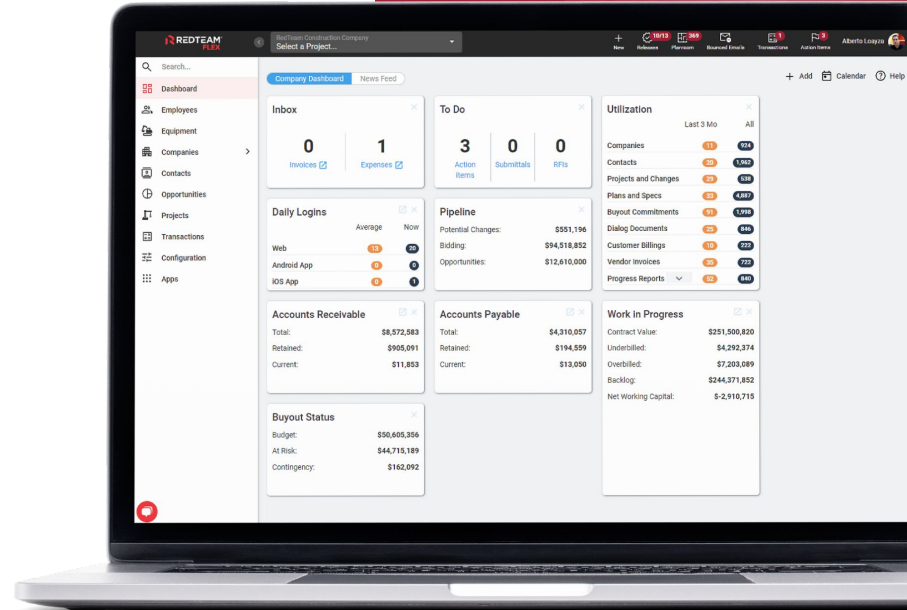 REDTEAM
FLEX
RedTeam Construction Company
Select a Project...
New
10/13
Releases
369
Planroom
Bounced Emails
1
Transactions
3
Action Items
Alberto Loayza
Search...
Dashboard
Employees
Equipment
Companies
Contacts
Opportunities
Projects
Transactions
Configuration
Apps
Company Dashboard
News Feed
Add
Calendar
Help
Inbox
0 1
Invoices Expenses
To Do
3 0 0
Action Items Submittals RFIs
Utilization
Last 3 Mo All
Companies 11 924
Contacts 20 1,962
Projects and Changes 29 538
Plans and Specs 33 4,887
Buyout Commitments 91 1,998
Dialog Documents 25 846
Customer Billings 10 222
Vendor Invoices 35 722
Progress Reports 52 840
Daily Logins
Average Now
Web 13 20
Android App 0 0
iOS App 0 1
Pipeline
Potential Changes: $551,196
Bidding: $94,518,852
Opportunities: $12,610,000
Accounts Receivable
Total: $8,572,583
Retained: $905,091
Current: $11,853
Accounts Payable
Total: $4,310,057
Retained: $194,559
Current: $13,050
Work in Progress
Contract Value: $251,500,820
Underbilled: $4,292,374
Overbilled: $7,203,089
Backlog: $244,371,852
Net Working Capital: $-2,910,715
Buyout Status
Budget: $50,605,356
At Risk: $44,715,189
Contingency: $162,092